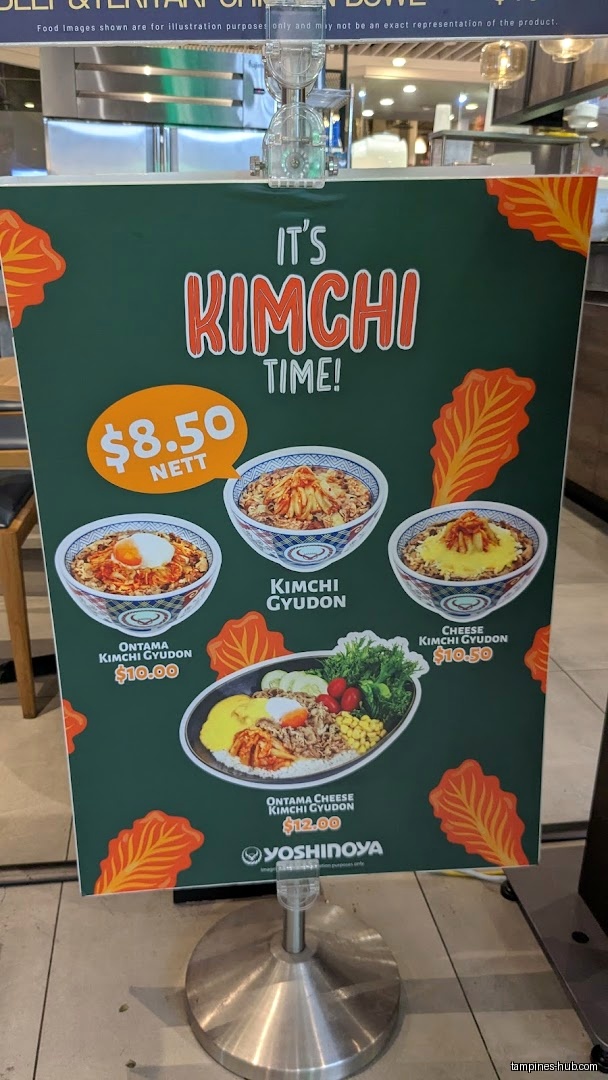 Food Images shown are for illustration purposes only and may not be an exact representation of the product.
IT'S
KIMCHI
TIME!
$8.50
NETT
KIMCHI
GYUDON
ONTAMA
KIMCHI GYUDON
$10.00
CHEESE
KIMCHI GYUDON
$10.50
ONTAMA CHEESE
KIMCHI GYUDON
$12.00
YOSHINOYA
tampines-hub.com